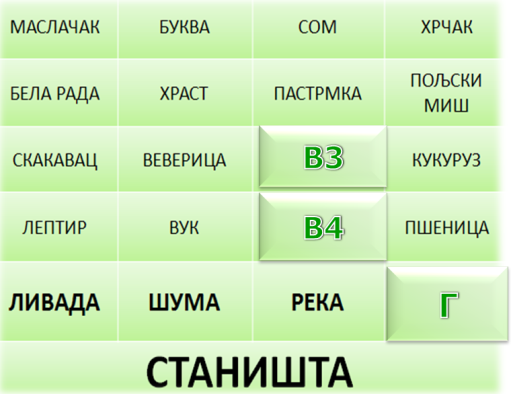 МАСЛАЧАК БУКВА СОМ ХРЧАК
БЕЛА РАДА ХРАСТ ПАСТРМКА ПОЉСКИ
МИШ
СКАКАВАЦ ВЕВЕРИЦА В3 КУКУРУЗ
ЛЕПТИР ВУК В4 ПШЕНИЦА
ЛИВАДА ШУМА РЕКА Г
СТАНИШТА